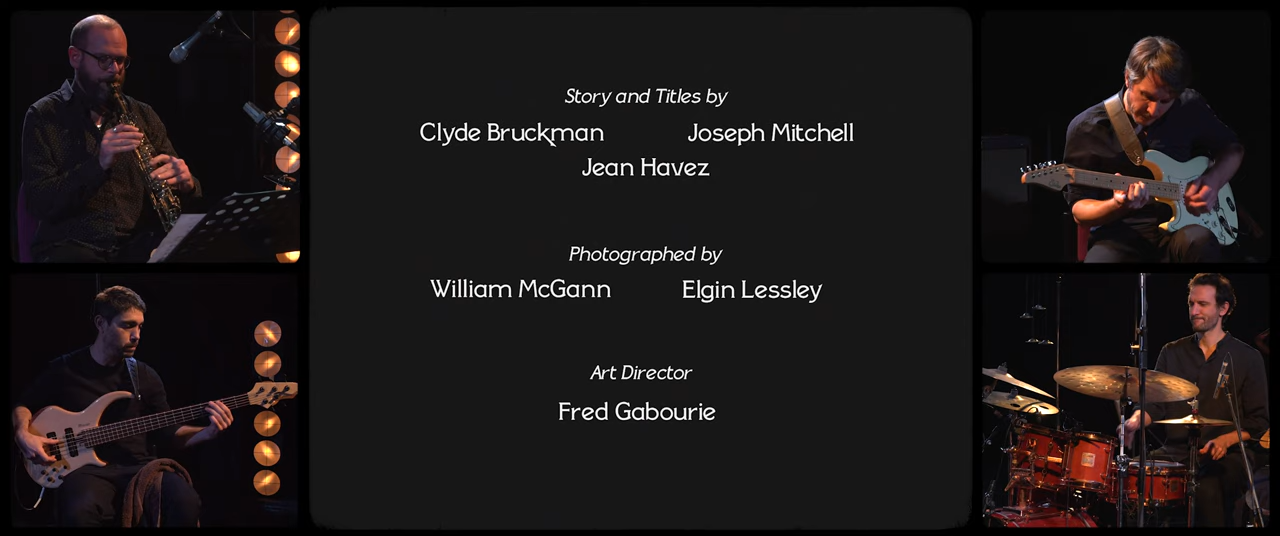 Story and Titles by
Clyde Bruckman Joseph Mitchell
Jean Havez
Photographed by
William McGann Elgin Lessley
Art Director
Fred Gabourie